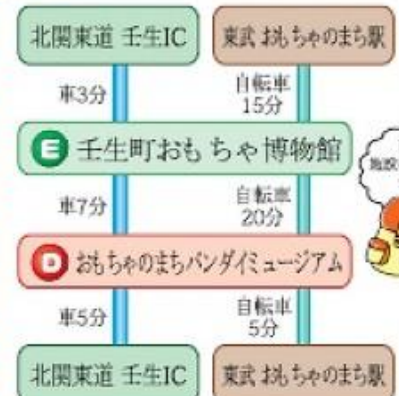 北関東道 壬生IC 東武 おもちゃのまち駅
車3分 自転車
15分
E 壬生町おもちゃ博物館
車7分 自転車
20分
D おもちゃのまちバンダイミュージアム
車5分 自転車
5分
北関東道 壬生IC 東武 おもちゃのまち駅